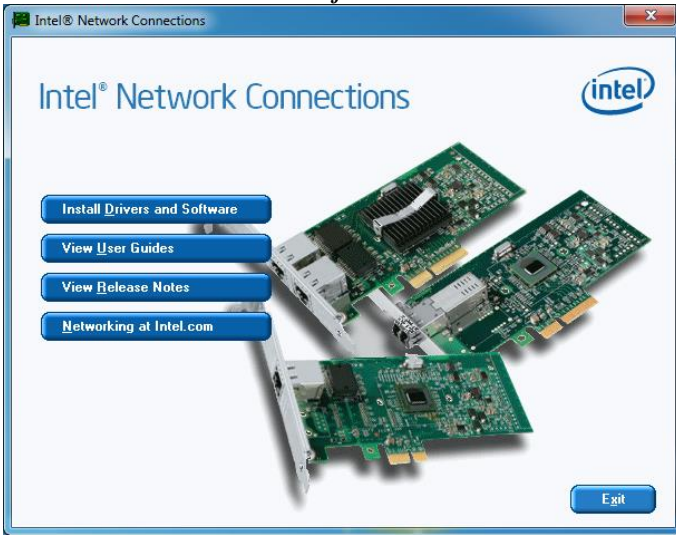 Intel® Network Connections
Intel® Network Connections
intel
Install Drivers and Software
View User Guides
View Release Notes
Networking at Intel.com
Exit